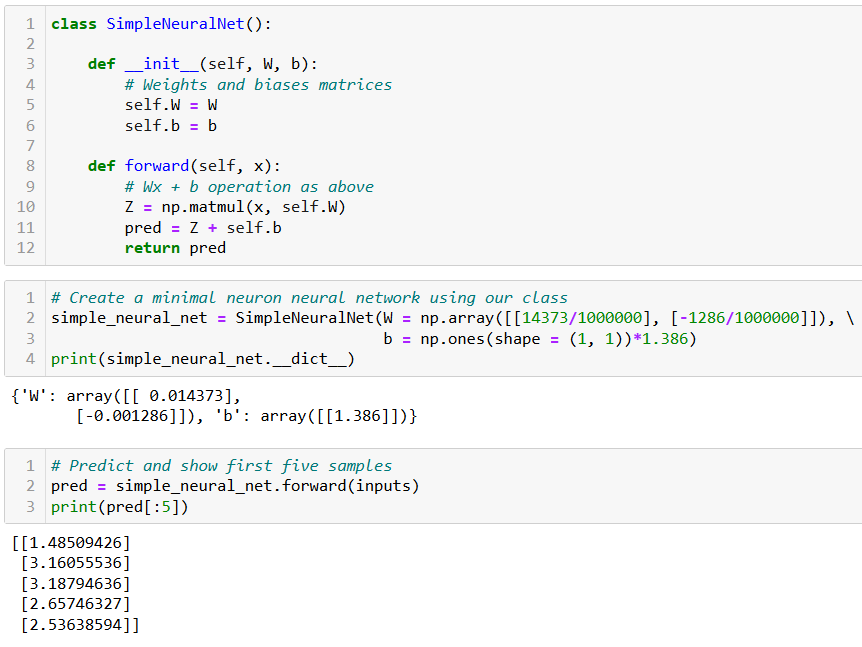 1 class SimpleNeuralNet():
2
3     def __init__(self, W, b):
4         # Weights and biases matrices
5         self.W = W
6         self.b = b
7
8     def forward(self, x):
9         # Wx + b operation as above
10         Z = np.matmul(x, self.W)
11         pred = Z + self.b
12         return pred
1 # Create a minimal neuron neural network using our class
2 simple_neural_net = SimpleNeuralNet(W = np.array([[14373/1000000], [-1286/1000000]]), \
3                                     b = np.ones(shape = (1, 1))*1.386)
4 print(simple_neural_net.__dict__)
{'W': array([[ 0.014373],
       [-0.001286]]), 'b': array([[1.386]])}
1 # Predict and show first five samples
2 pred = simple_neural_net.forward(inputs)
3 print(pred[:5])
[[1.48509426]
 [3.16055536]
 [3.18794636]
 [2.65746327]
 [2.53638594]]